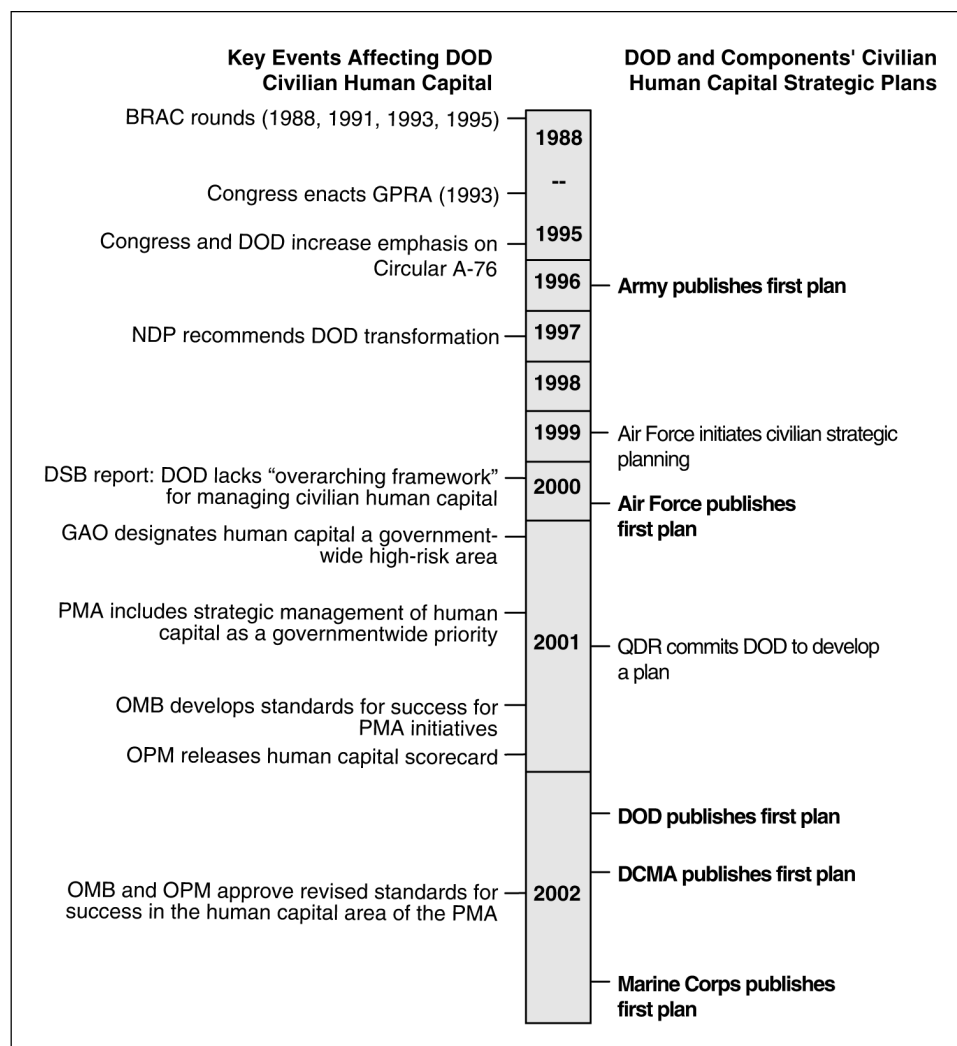 Key Events Affecting DOD
Civilian Human Capital
DOD and Components' Civilian
Human Capital Strategic Plans
BRAC rounds (1988, 1991, 1993, 1995)
1988
--
Congress enacts GPRA (1993)
1995
Congress and DOD increase emphasis on
Circular A-76
1996
Army publishes first plan
NDP recommends DOD transformation
1997
1998
1999
Air Force initiates civilian strategic
planning
DSB report: DOD lacks “overarching framework”
for managing civilian human capital
2000
Air Force publishes
first plan
GAO designates human capital a government-
wide high-risk area
PMA includes strategic management of human
capital as a governmentwide priority
2001
QDR commits DOD to develop
a plan
OMB develops standards for success for
PMA initiatives
OPM releases human capital scorecard
DOD publishes first plan
DCMA publishes first plan
OMB and OPM approve revised standards for
success in the human capital area of the PMA
2002
Marine Corps publishes
first plan